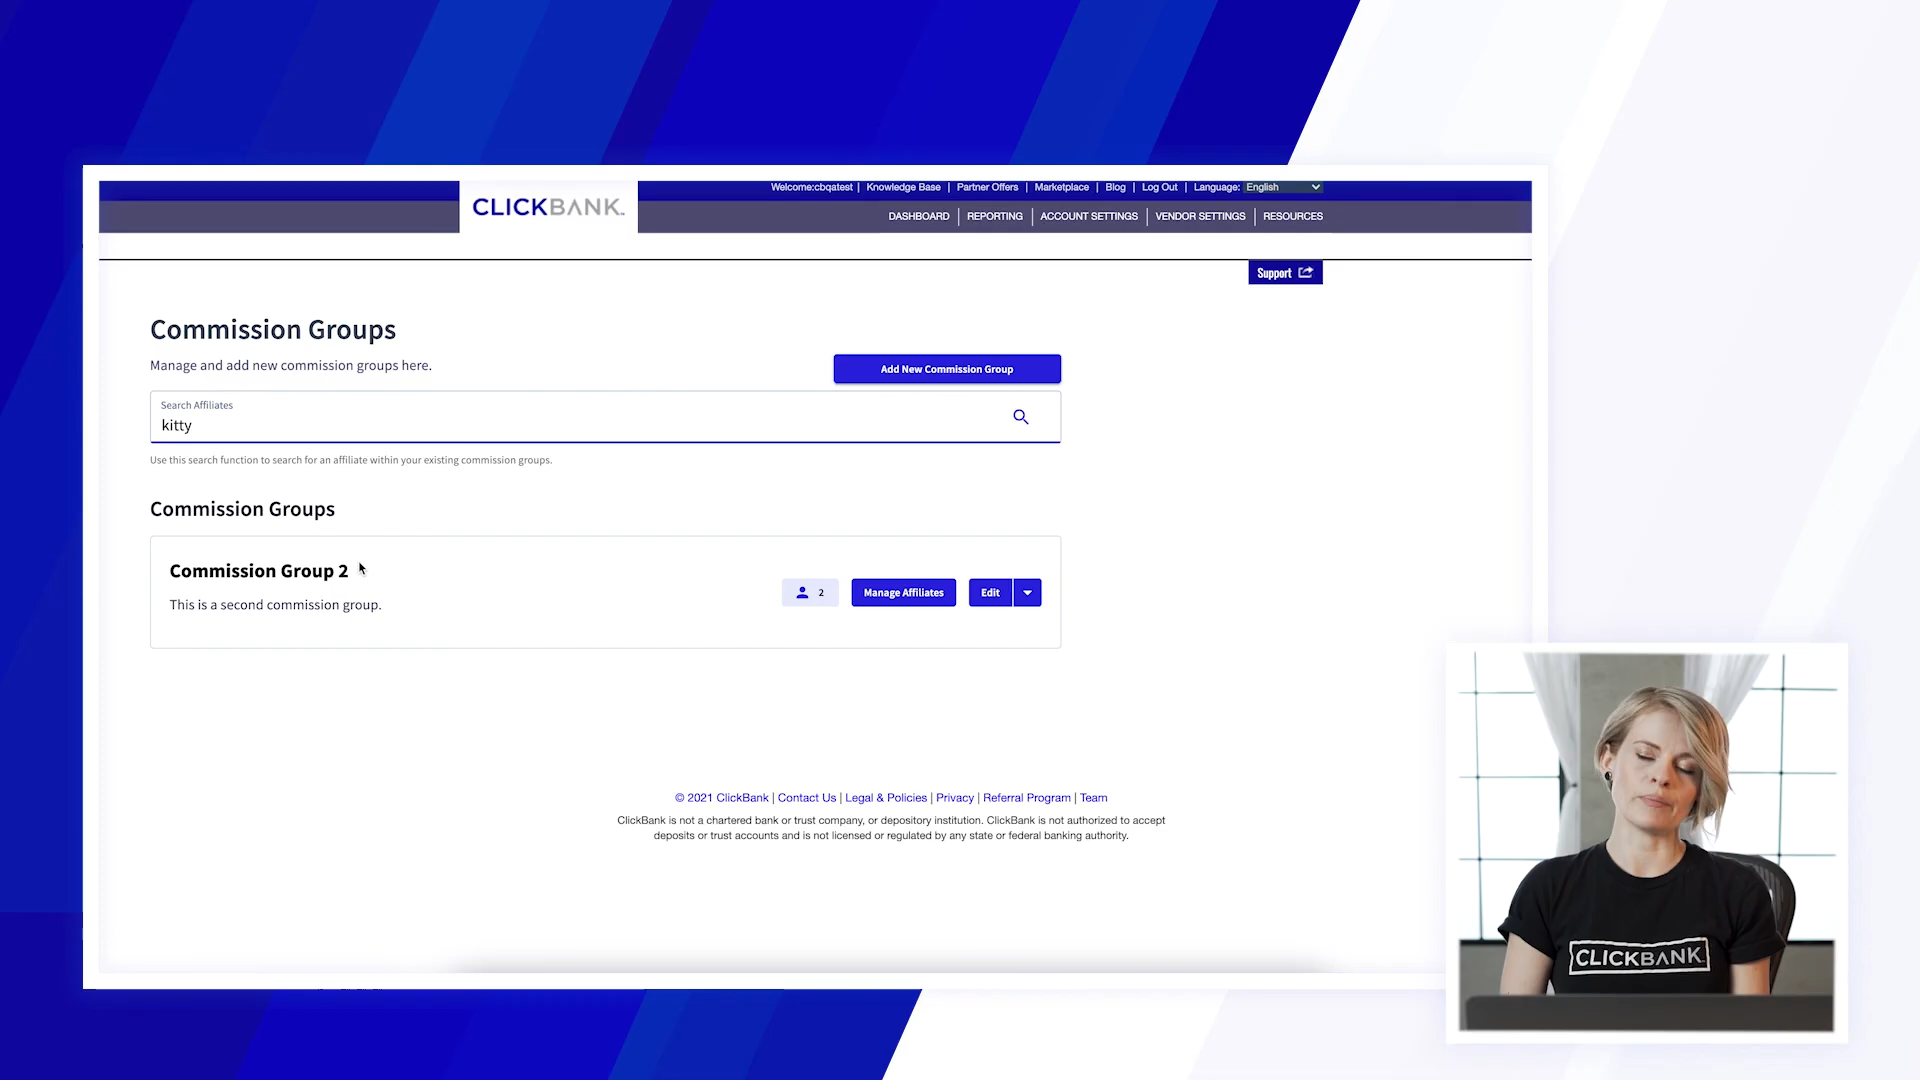 Welcome:cbqatest | Knowledge Base | Partner Offers | Marketplace | Blog | Log Out | Language: English
CLICKBANK
DASHBOARD | REPORTING | ACCOUNT SETTINGS | VENDOR SETTINGS | RESOURCES
Support
Commission Groups
Manage and add new commission groups here.
Add New Commission Group
Search Affiliates
kitty
Use this search function to search for an affiliate within your existing commission groups.
Commission Groups
Commission Group 2
This is a second commission group.
2
Manage Affiliates
Edit
© 2021 ClickBank | Contact Us | Legal & Policies | Privacy | Referral Program | Team
ClickBank is not a chartered bank or trust company, or depository institution. ClickBank is not authorized to accept
deposits or trust accounts and is not licensed or regulated by any state or federal banking authority.
CLICKBANK